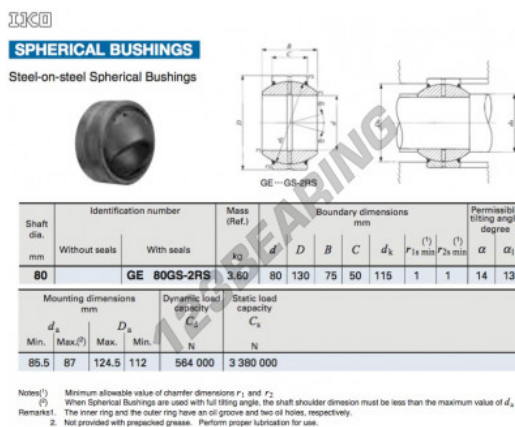 IKO
SPHERICAL BUSHINGS
Steel-on-steel Spherical Bushings
B
C
D
d
GE…GS-2RS
123BEARING
Shaft dia. mm
Identification number
Without seals
With seals
Mass (Ref.) kg
Boundary dimensions mm
d D B C dk r1s min(1) r2s min(1)
Permissib tilting angle degree
α α1
80 GE 80GS-2RS 3.60 80 130 75 50 115 1 1 14 13
Mounting dimensions mm
da Da
Min. Max.(2) Max. Min.
Dynamic load capacity Cd N
Static load capacity Cs N
85.5 87 124.5 112 564 000 3 380 000
Notes(1) Minimum allowable value of chamfer dimensions r1 and r2
(2) When Spherical Bushings are used with full tilting angle, the shaft shoulder dimesion must be less than the maximum value of da
Remarks1. The inner ring and the outer ring have an oil groove and two oil holes, respectively.
2. Not provided with prepacked grease. Perform proper lubrication for use.